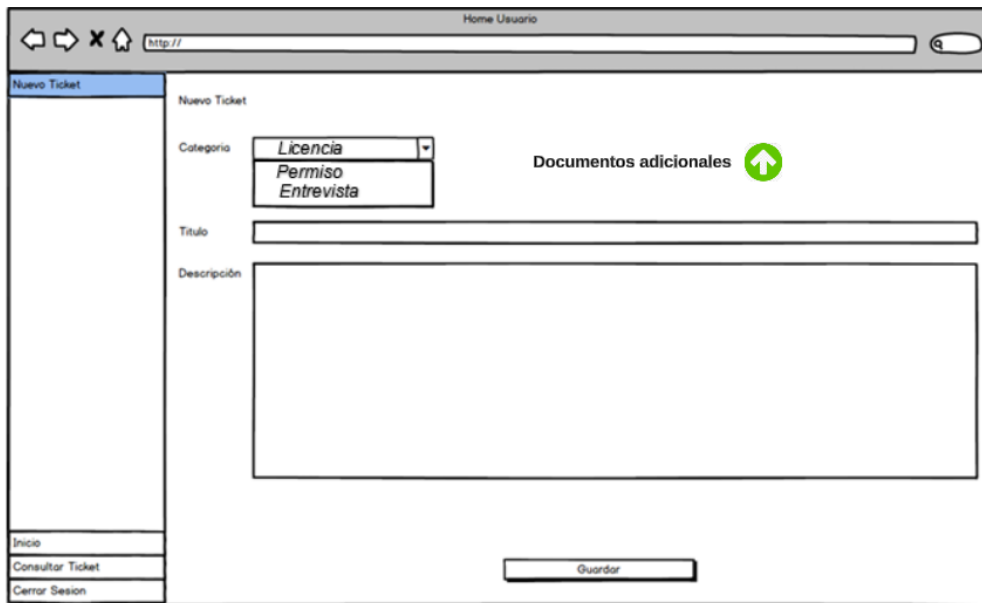 Home Usuario
http://
Nuevo Ticket
Nuevo Ticket
Categoria
Licencia
Permiso
Entrevista
Documentos adicionales
Titulo
Descripción
Inicio
Consultar Ticket
Cerrar Sesion
Guardar